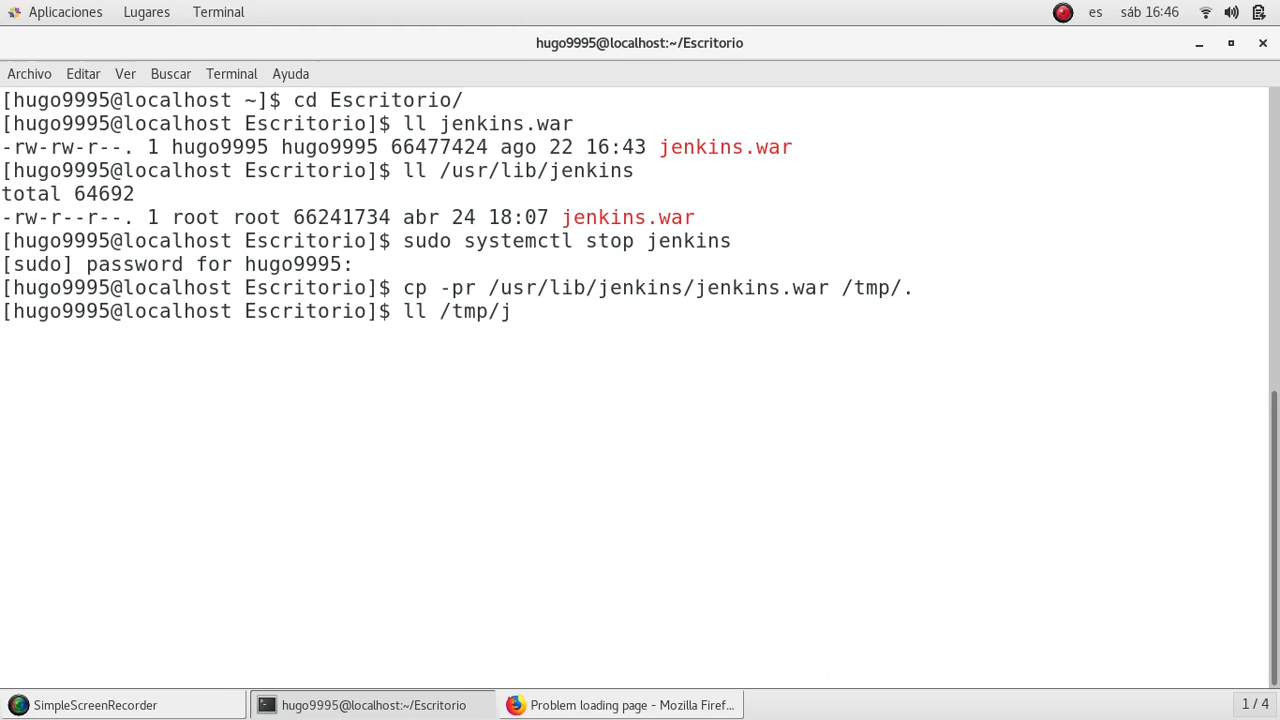 Aplicaciones Lugares Terminal es sáb 16:46
hugo9995@localhost:~/Escritorio
Archivo Editar Ver Buscar Terminal Ayuda
[hugo9995@localhost ~]$ cd Escritorio/
[hugo9995@localhost Escritorio]$ ll jenkins.war
-rw-rw-r--. 1 hugo9995 hugo9995 66477424 ago 22 16:43 jenkins.war
[hugo9995@localhost Escritorio]$ ll /usr/lib/jenkins
total 64692
-rw-r--r--. 1 root root 66241734 abr 24 18:07 jenkins.war
[hugo9995@localhost Escritorio]$ sudo systemctl stop jenkins
[sudo] password for hugo9995:
[hugo9995@localhost Escritorio]$ cp -pr /usr/lib/jenkins/jenkins.war /tmp/.
[hugo9995@localhost Escritorio]$ ll /tmp/j
SimpleScreenRecorder hugo9995@localhost:~/Escritorio Problem loading page - Mozilla Firef... 1 / 4